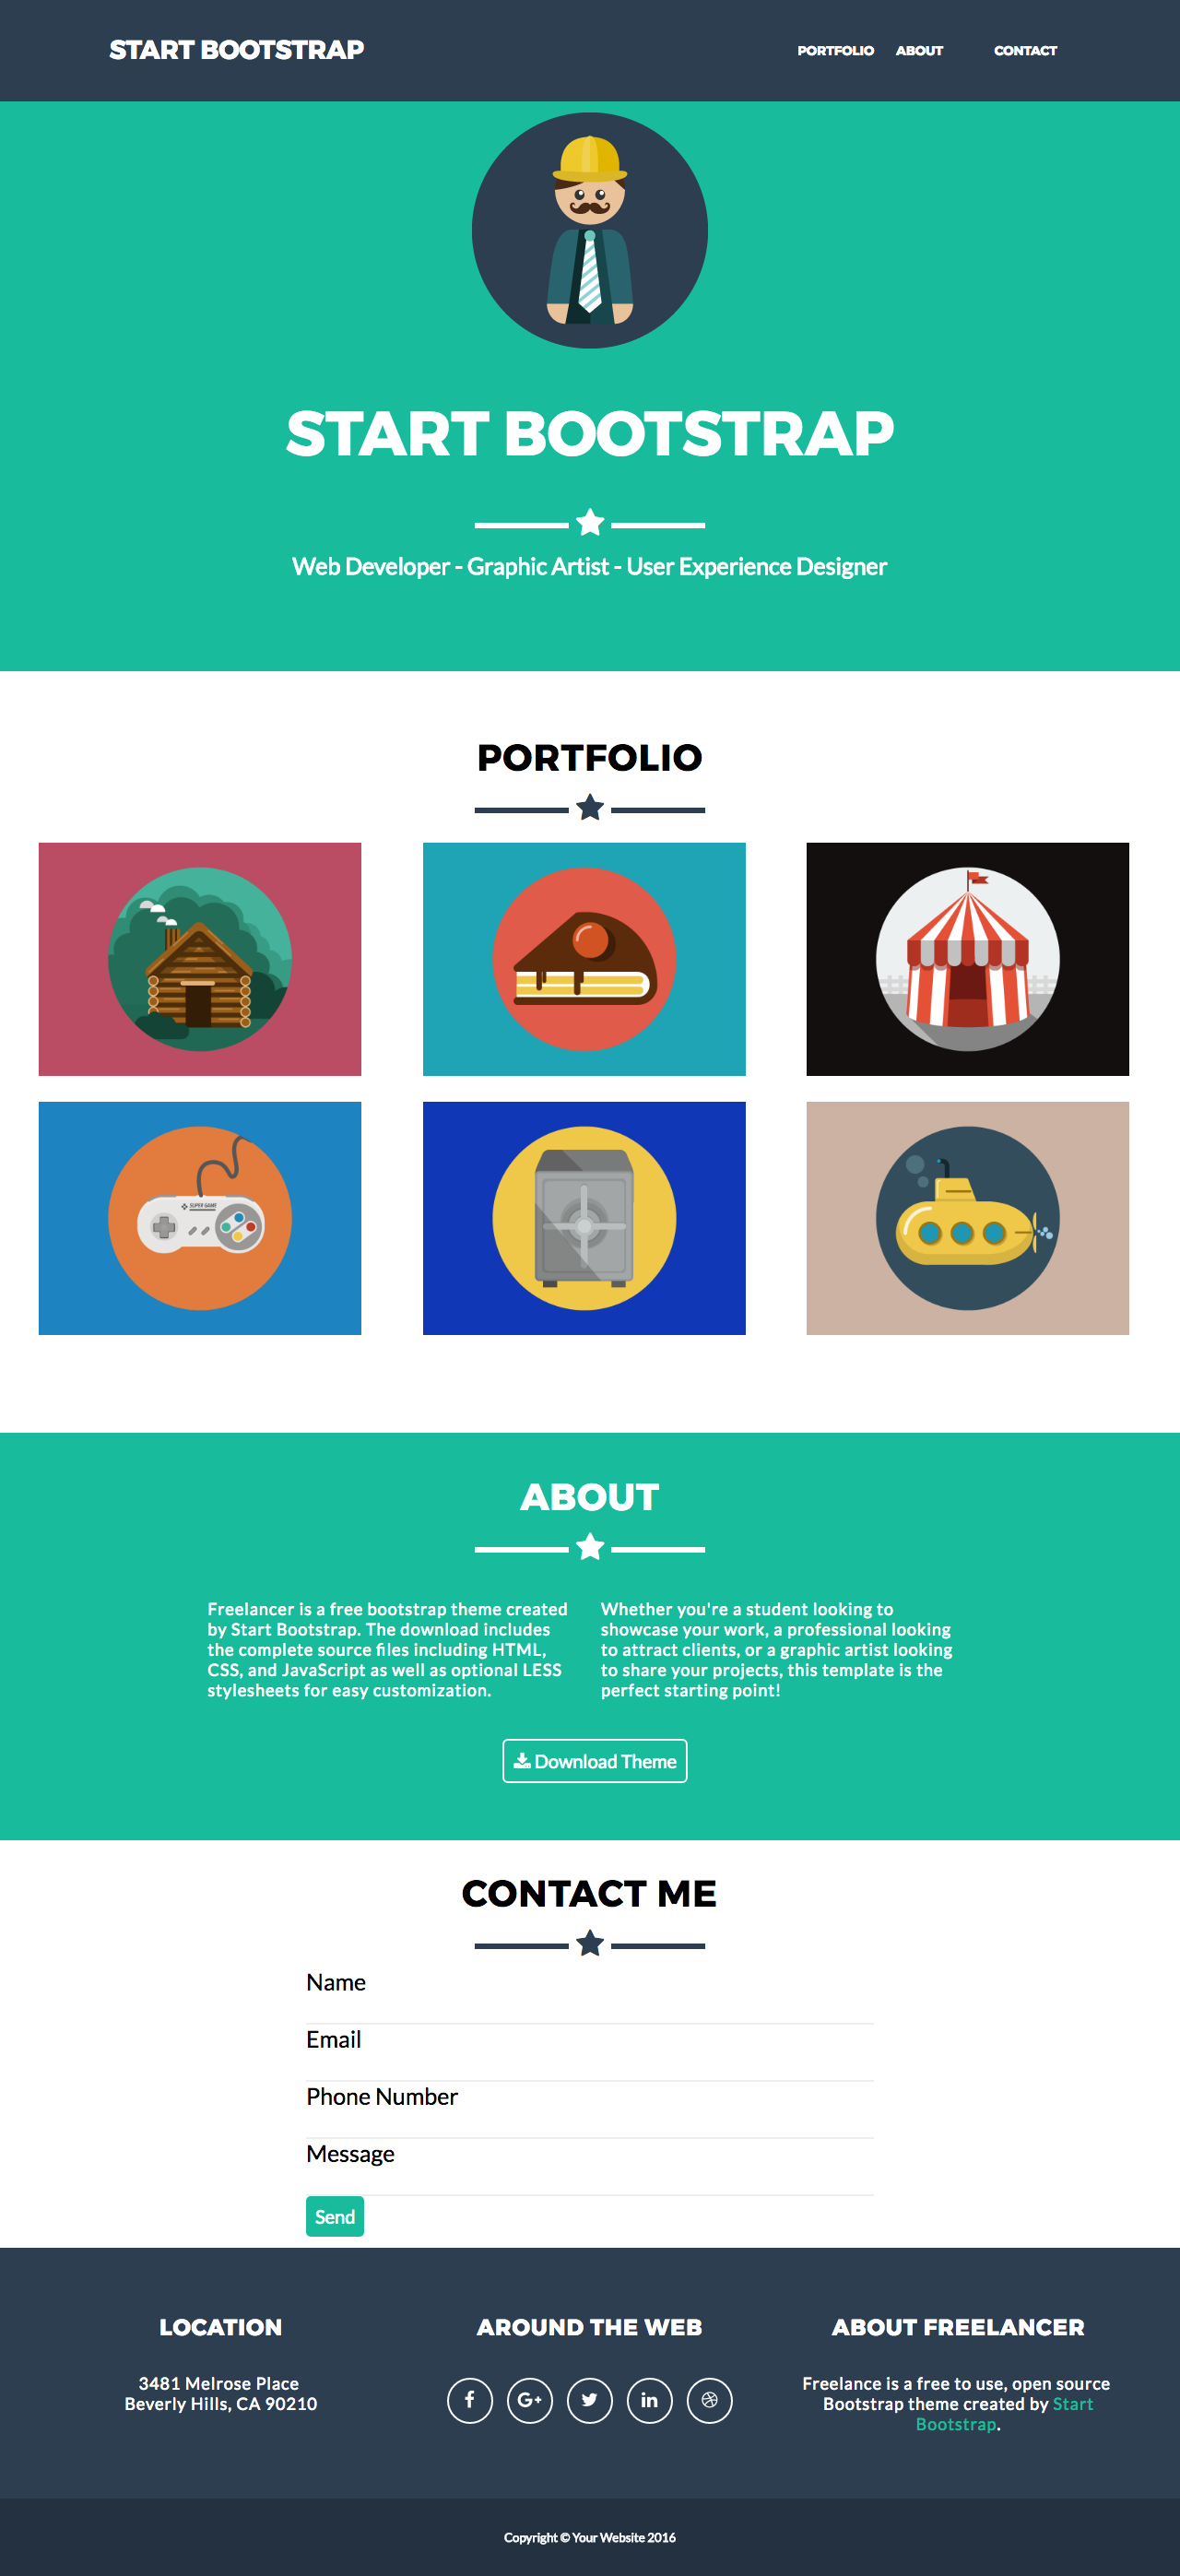 START BOOTSTRAP
PORTFOLIO ABOUT CONTACT
START BOOTSTRAP
Web Developer - Graphic Artist - User Experience Designer
PORTFOLIO
SUPER GAME
ABOUT
Freelancer is a free bootstrap theme created
by Start Bootstrap. The download includes
the complete source files including HTML,
CSS, and JavaScript as well as optional LESS
stylesheets for easy customization.
Whether you're a student looking to
showcase your work, a professional looking
to attract clients, or a graphic artist looking
to share your projects, this template is the
perfect starting point!
Download Theme
CONTACT ME
Name
Email
Phone Number
Message
Send
LOCATION
3481 Melrose Place
Beverly Hills, CA 90210
AROUND THE WEB
ABOUT FREELANCER
Freelance is a free to use, open source
Bootstrap theme created by Start
Bootstrap.
Copyright © Your Website 2016